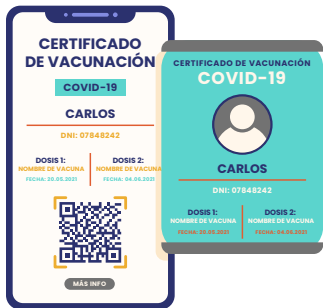 CERTIFICADO
DE VACUNACIÓN
COVID-19
CARLOS
DNI: 07848242
DOSIS 1:
NOMBRE DE VACUNA
FECHA: 20.05.2021
DOSIS 2:
NOMBRE DE VACUNA
FECHA: 04.09.2021
MÁS INFO
CERTIFICADO DE VACUNACIÓN
COVID-19
CARLOS
DNI: 07848242
DOSIS 1:
NOMBRE DE VACUNA
FECHA: 20.05.2021
DOSIS 2:
NOMBRE DE VACUNA
FECHA: 04.09.2021